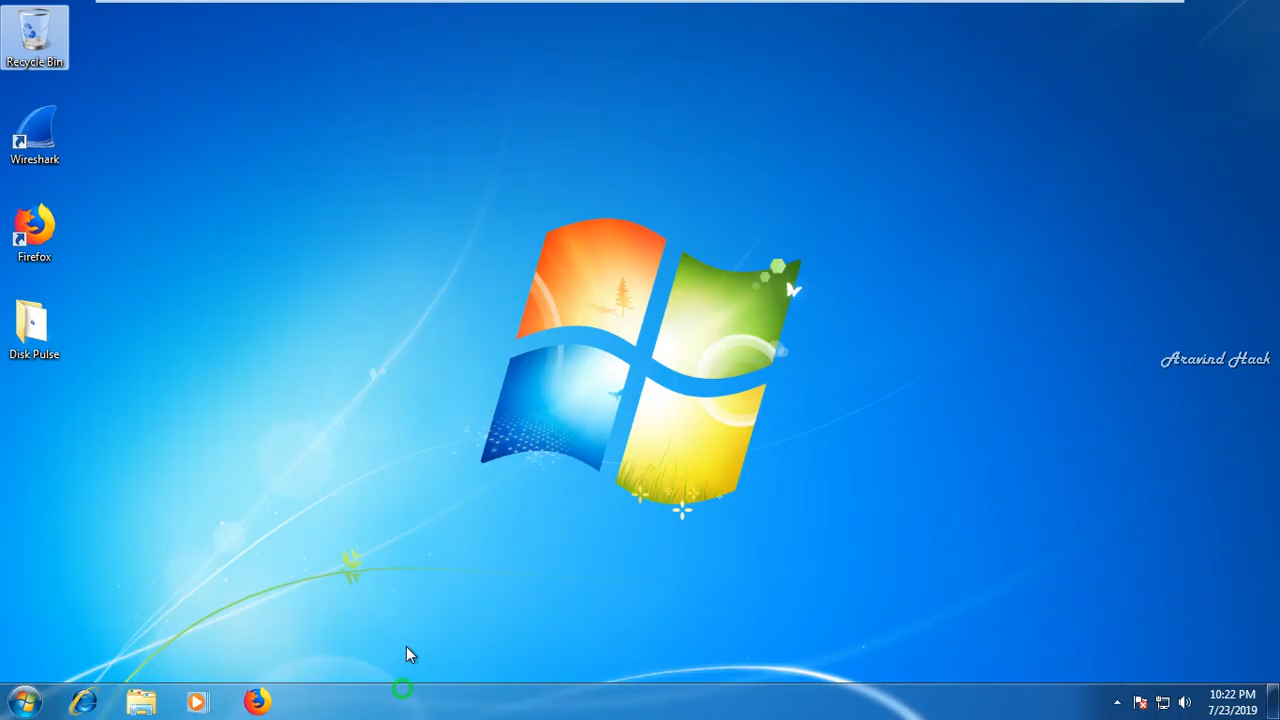 Recycle Bin
Wireshark
Firefox
Disk Pulse
Aravind Hack
10:22 PM
7/23/2019